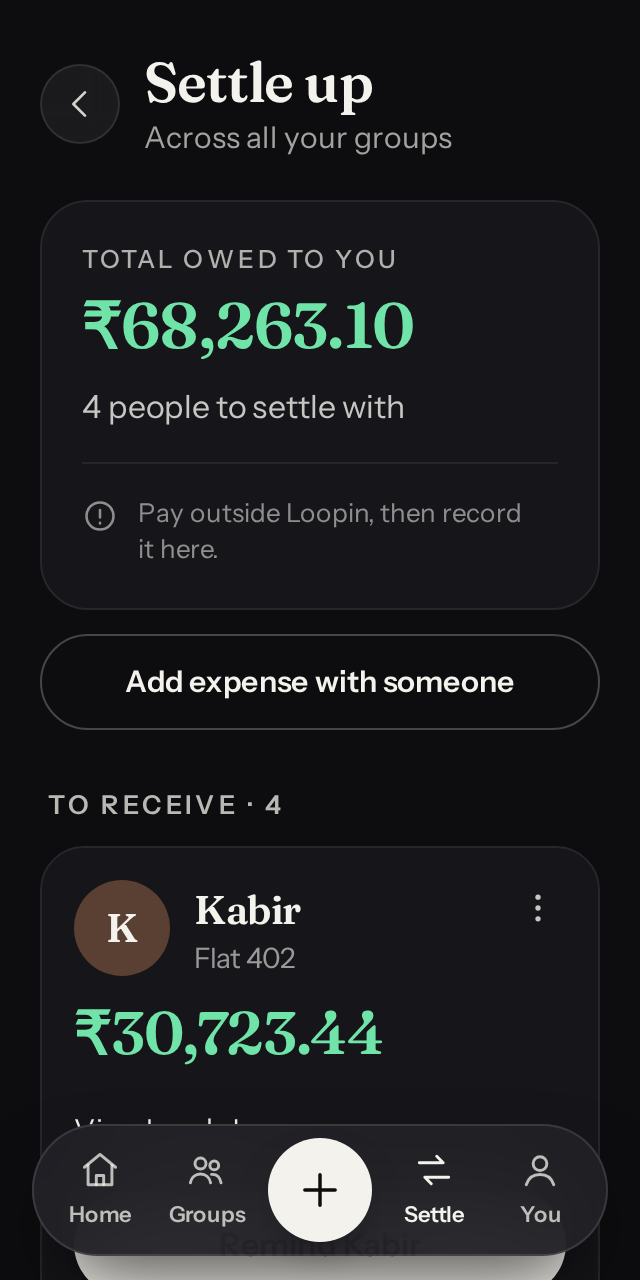 Settle up
Across all your groups
TOTAL OWED TO YOU
₹68,263.10
4 people to settle with
Pay outside Loopin, then record
it here.
Add expense with someone
TO RECEIVE · 4
K
Kabir
Flat 402
₹30,723.44
Remind Kabir
Home
Groups
Settle
You